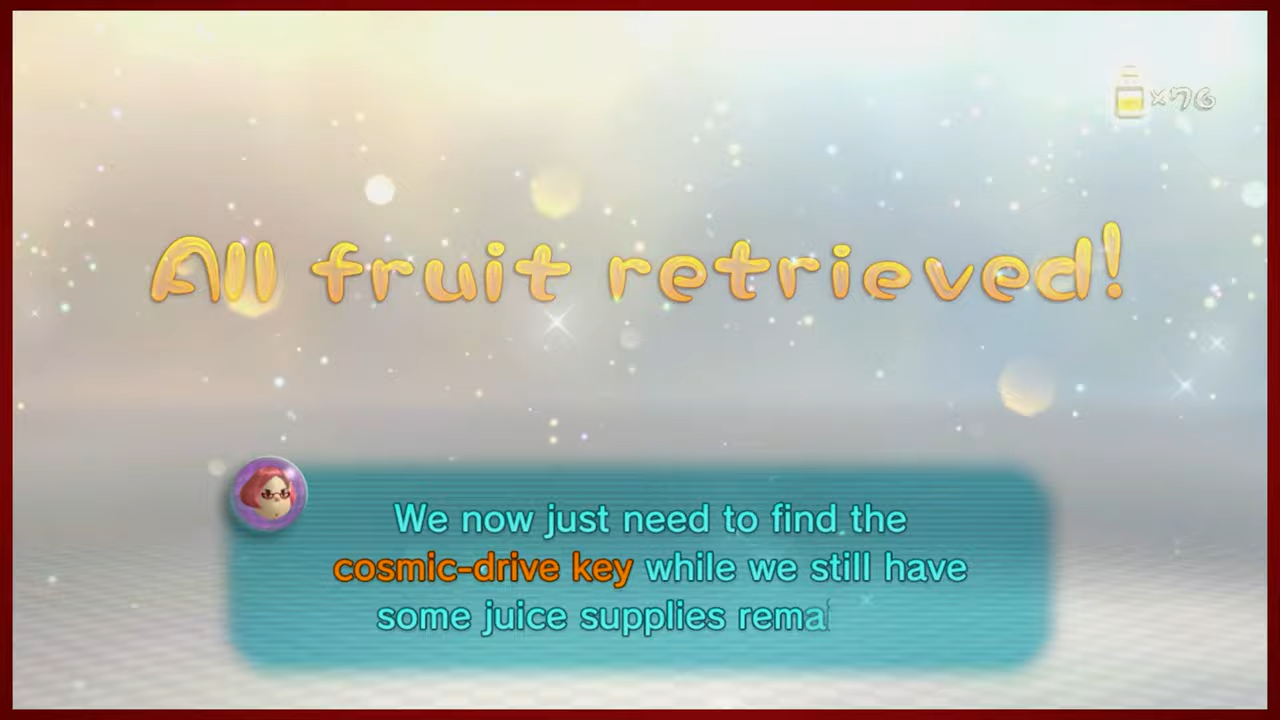 ×76
All fruit retrieved!
We now just need to find the
cosmic-drive key while we still have
some juice supplies rema